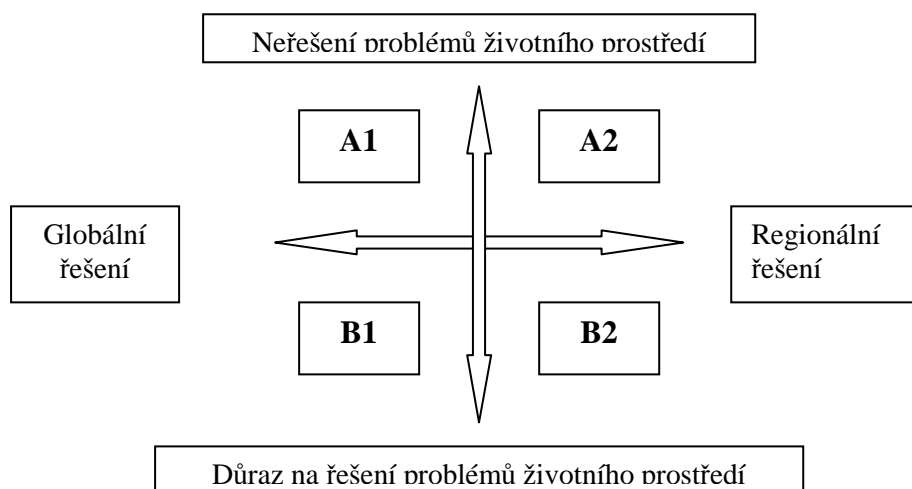 Neřešení problémů životního prostředí
A1
A2
Globální
řešení
Regionální
řešení
B1
B2
Důraz na řešení problémů životního prostředí